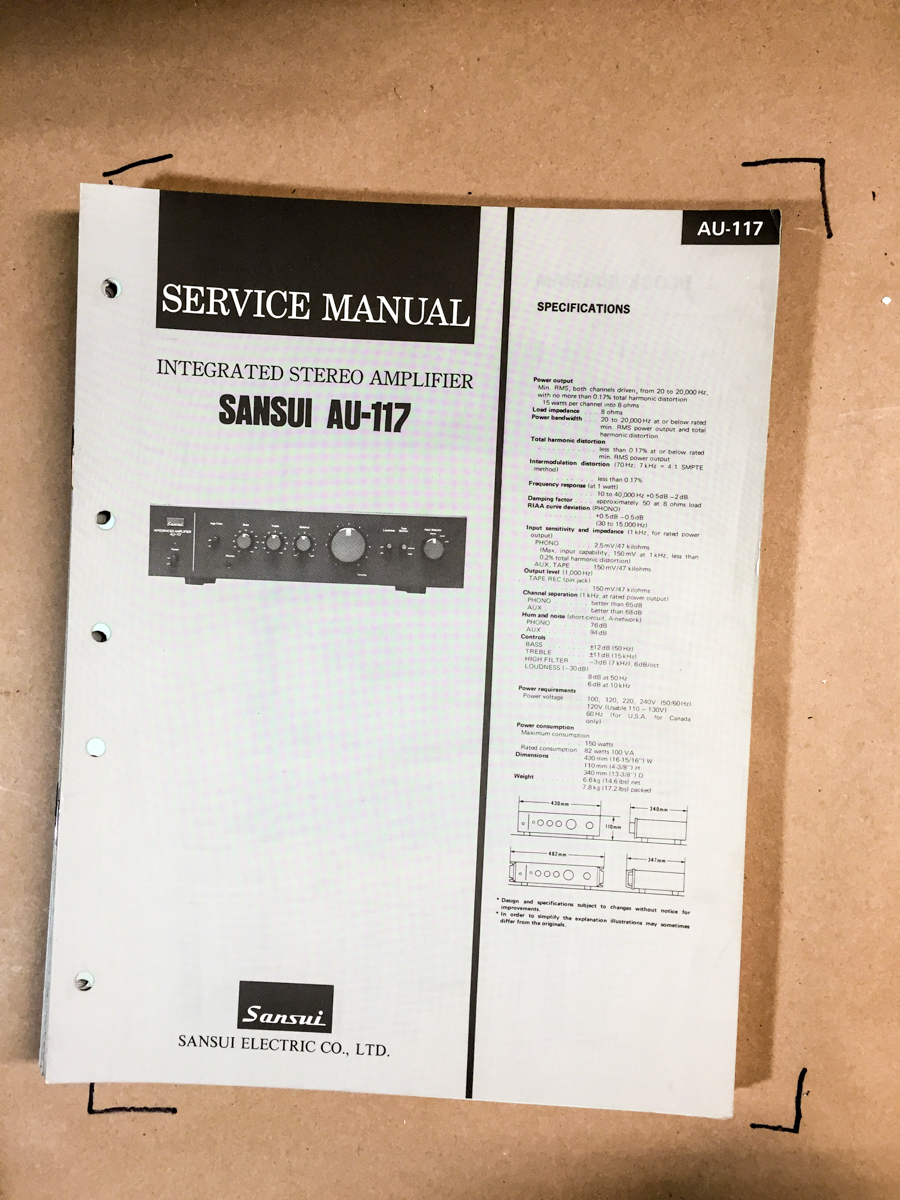 SERVICE MANUAL
INTEGRATED STEREO AMPLIFIER
SANSUI AU-117
Sansui
SANSUI ELECTRIC CO., LTD.
AU-117
SPECIFICATIONS
Power output
Min. RMS, both channels driven, from 20 to 20,000 Hz,
with no more than 0.17% total harmonic distortion
15 watts per channel into 8 ohms
Load impedance . . . . 8 ohms
Power bandwidth . . . 20 to 20,000 Hz at or below rated
min. RMS power output and total
harmonic distortion
Total harmonic distortion
. . . . . . . . . . less than 0.17% at or below rated
min. RMS power output
Intermodulation distortion (70 Hz: 7 kHz = 4:1 SMPTE
method)
. . . . . . . . . . less than 0.17%
Frequency response (at 1 watt)
. . . . . . . . . . 10 to 40,000 Hz +0.5dB −2dB
Damping factor . . . . approximately 50 at 8 ohms load
RIAA curve deviation (PHONO)
+0.5dB −0.5dB
(30 to 15,000 Hz)
Input sensitivity and impedance (1 kHz, for rated power
output)
PHONO . . . . . . 2.5mV/47 kilohms
(Max. input capability; 150 mV at 1 kHz, less than
0.2% total harmonic distortion)
AUX, TAPE . . . . 150 mV/47 kilohms
Output level (1,000 Hz)
TAPE REC (pin jack)
. . . . . . . . . . 150 mV/47 kilohms
Channel separation (1 kHz, at rated power output)
PHONO . . . . . . better than 65dB
AUX . . . . . . . better than 68dB
Hum and noise (short-circuit, A-network)
PHONO . . . . . . 76dB
AUX . . . . . . . 94dB
Controls
BASS . . . . . . . ±12dB (50 Hz)
TREBLE . . . . . . ±11dB (15 kHz)
HIGH FILTER . . . −3dB (7 kHz), 6dB/oct
LOUDNESS (−30dB)
8dB at 50 Hz
6dB at 10 kHz
Power requirements
Power voltage . . . . 100, 120, 220, 240V (50/60 Hz)
120V (Usable 110 – 130V)
60 Hz (for U.S.A. for Canada
only)
Power consumption
Maximum consumption
. . . . . . . . . . 150 watts
Rated consumption 82 watts 100 VA
Dimensions . . . . . 430 mm (16-15/16") W
110 mm (4-3/8") H
340 mm (13-3/8") D
Weight . . . . . . . 6.6 kg (14.6 lbs) net
7.8 kg (17.2 lbs) packed
430mm
340mm
110mm
482mm
347mm
* Design and specifications subject to changes without notice for
improvements.
* In order to simplify the explanation illustrations may sometimes
differ from the originals.